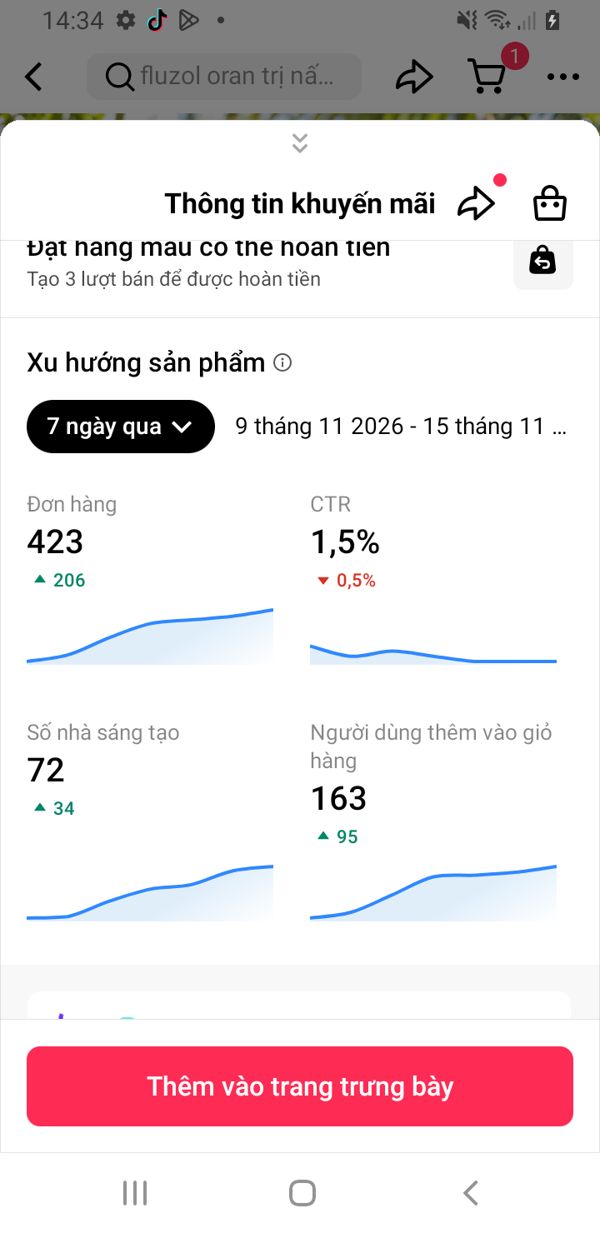 14:34
1
fluzol oran trị nấ...
Thông tin khuyến mãi
Đặt hàng mẫu có thể hoàn tiền
Tạo 3 lượt bán để được hoàn tiền
Xu hướng sản phẩm
7 ngày qua
9 tháng 11 2026 - 15 tháng 11 ...
Đơn hàng
423
206
CTR
1,5%
0,5%
Số nhà sáng tạo
72
34
Người dùng thêm vào giỏ
hàng
163
95
Thêm vào trang trưng bày